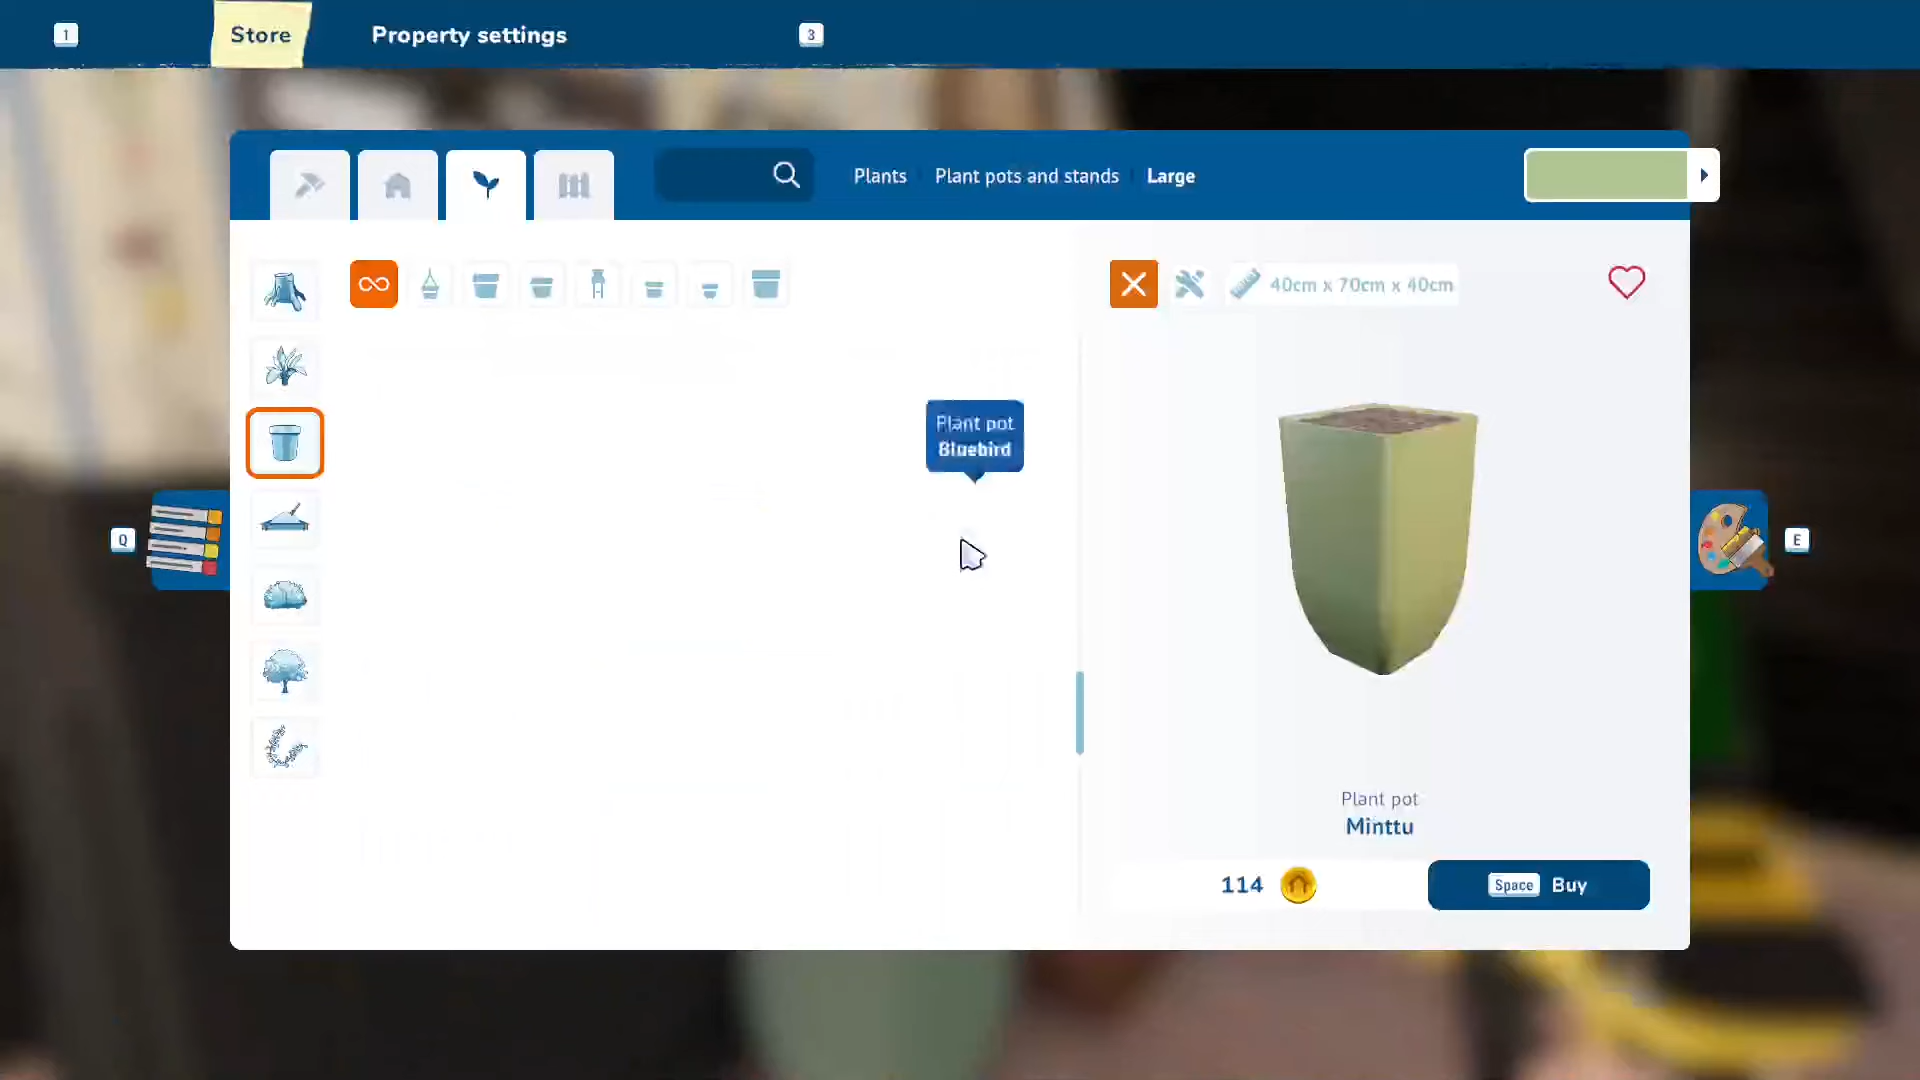 1
Store
Property settings
3
Plants
Plant pots and stands
Large
40cm x 70cm x 40cm
Plant pot
Bluebird
Q
E
Plant pot
Minttu
114
Space
Buy